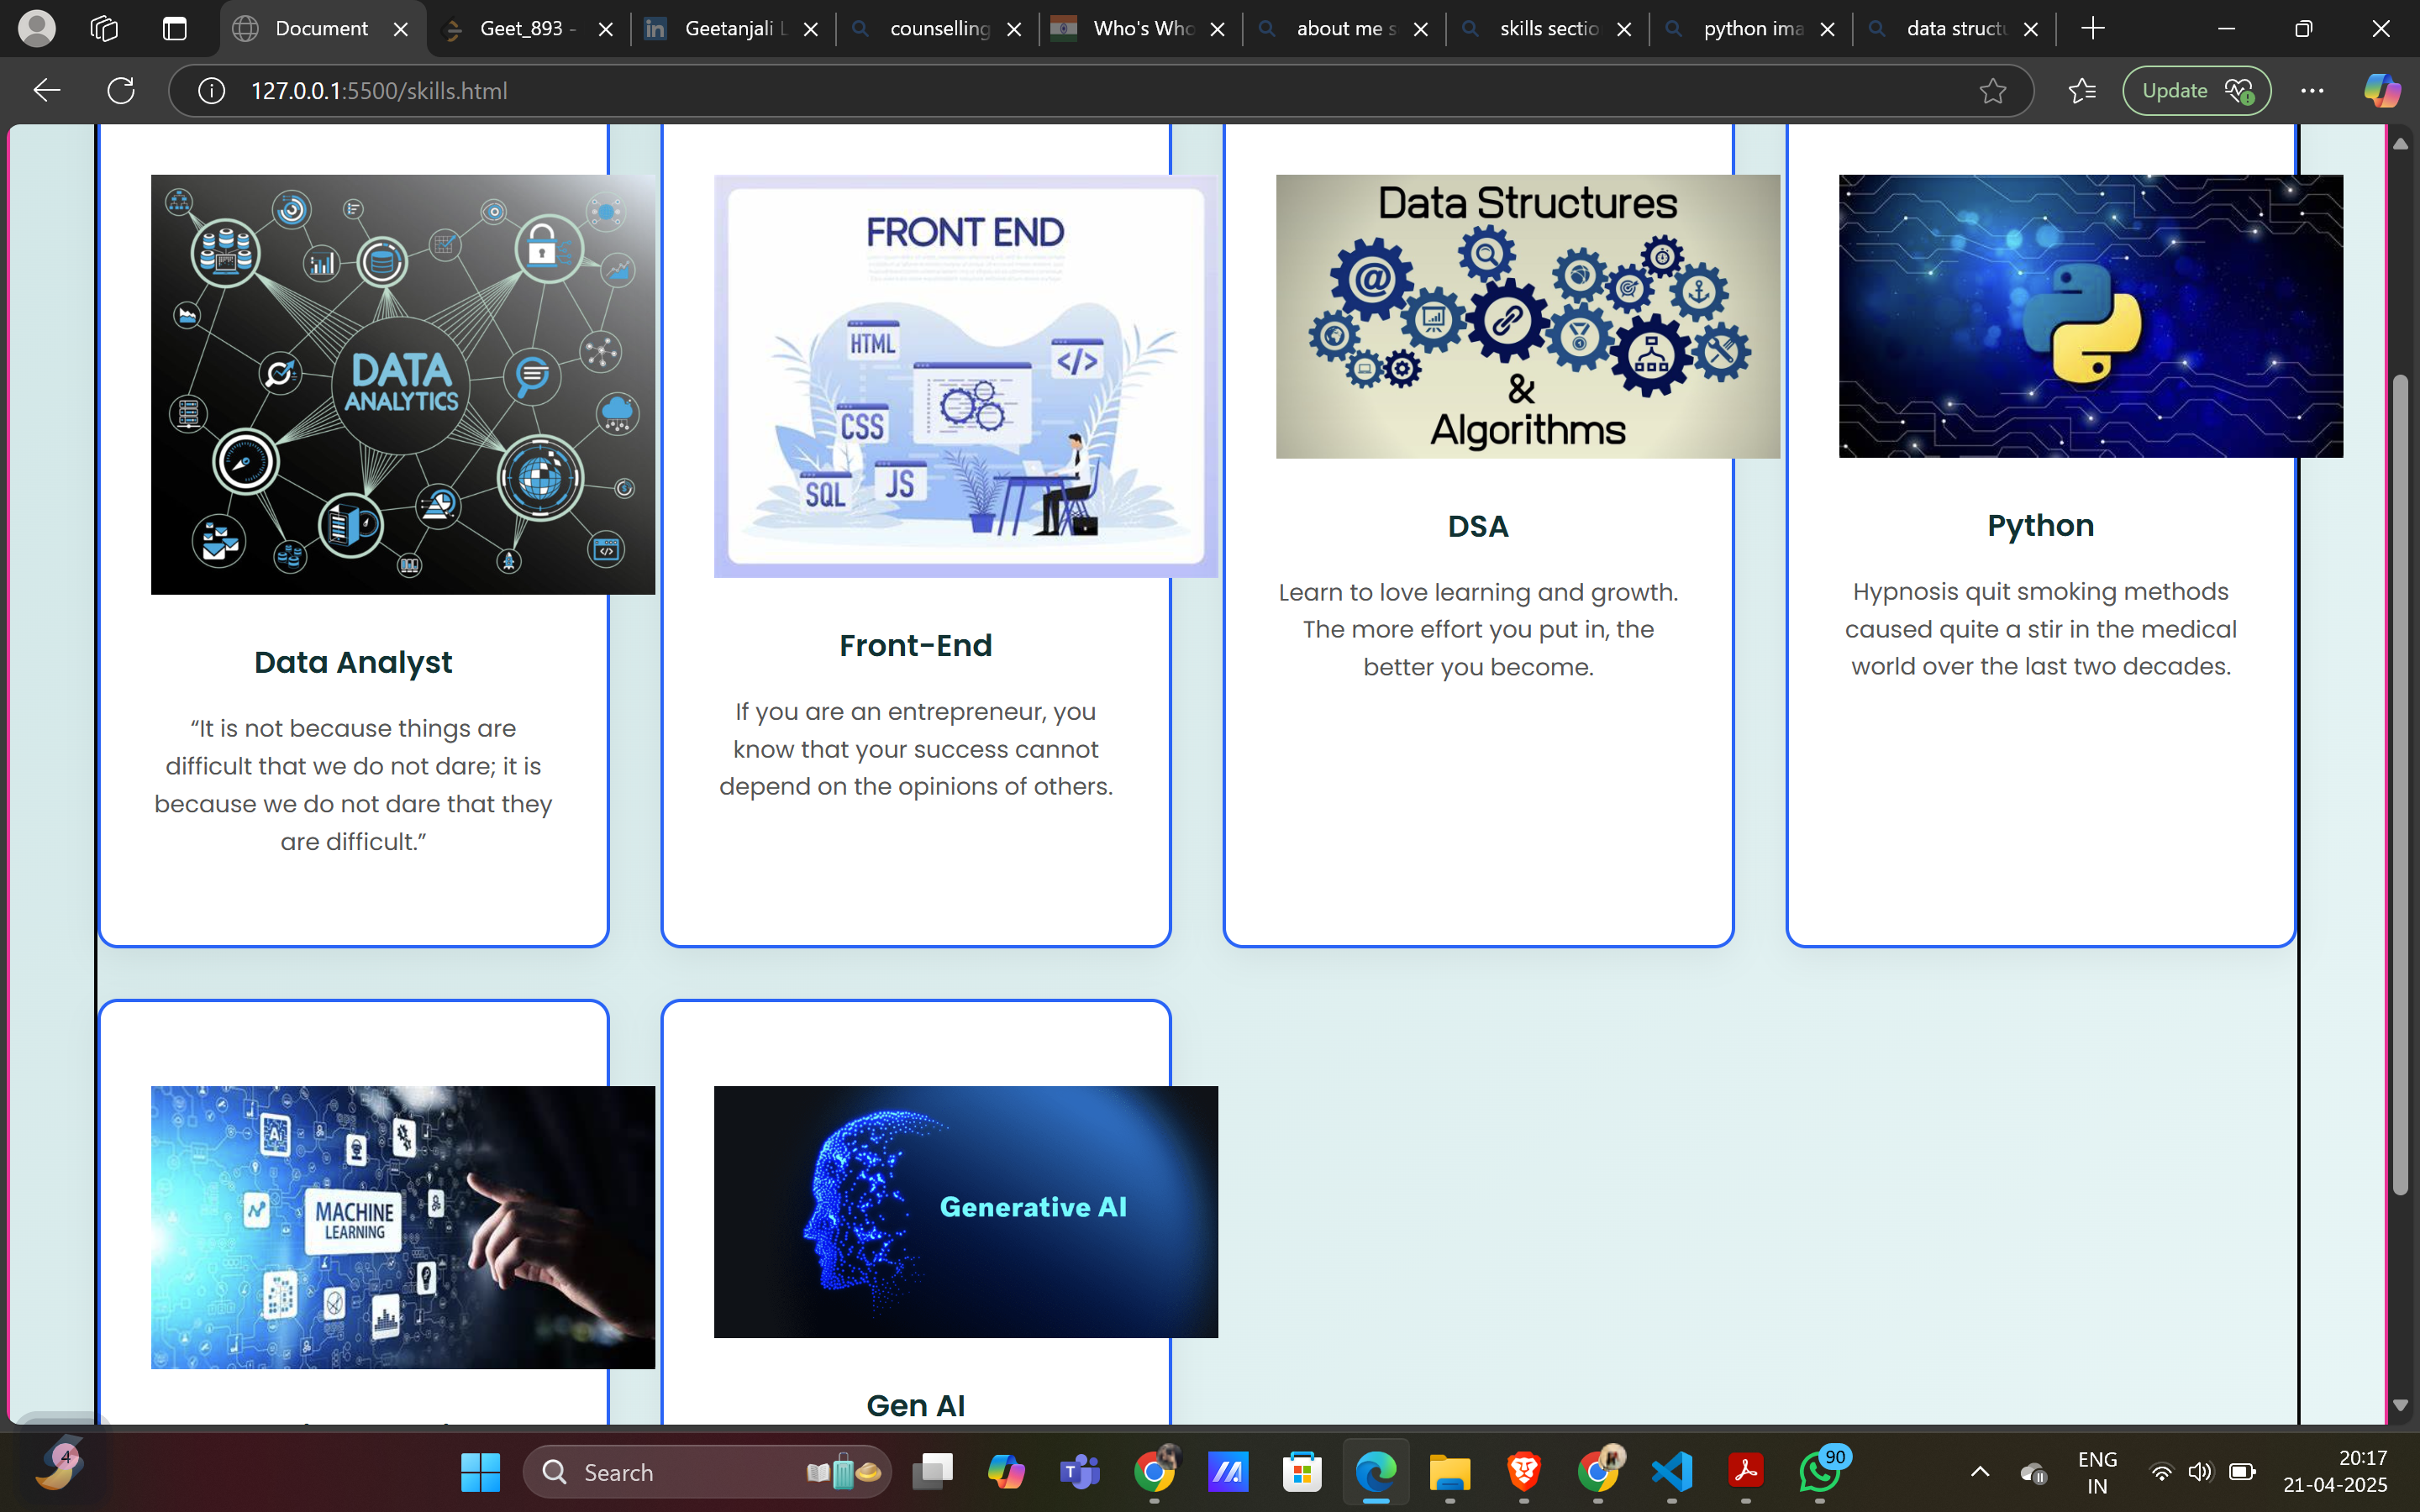 Document
Geet_893 -
Geetanjali L
counselling
Who's Who
about me s
skills sectio
python ima
data structu
127.0.0.1:5500/skills.html
Update
DATA
ANALYTICS
FRONT END
HTML
</>
CSS
SQL
JS
Data Structures
&
Algorithms
Data Analyst
“It is not because things are
difficult that we do not dare; it is
because we do not dare that they
are difficult.”
Front-End
If you are an entrepreneur, you
know that your success cannot
depend on the opinions of others.
DSA
Learn to love learning and growth.
The more effort you put in, the
better you become.
Python
Hypnosis quit smoking methods
caused quite a stir in the medical
world over the last two decades.
Ai
MACHINE
LEARNING
Generative AI
Gen AI
4
Search
90
ENG
IN
20:17
21-04-2025